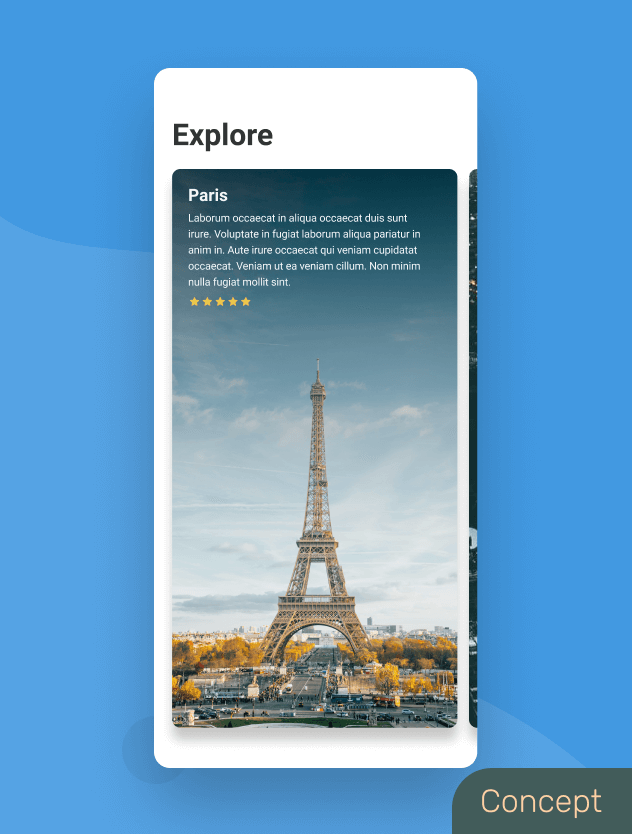 Explore
Paris
Laborum occaecat in aliqua occaecat duis sunt
irure. Voluptate in fugiat laborum aliqua pariatur in
anim in. Aute irure occaecat qui veniam cupidatat
occaecat. Veniam ut ea veniam cillum. Non minim
nulla fugiat mollit sint.
Concept